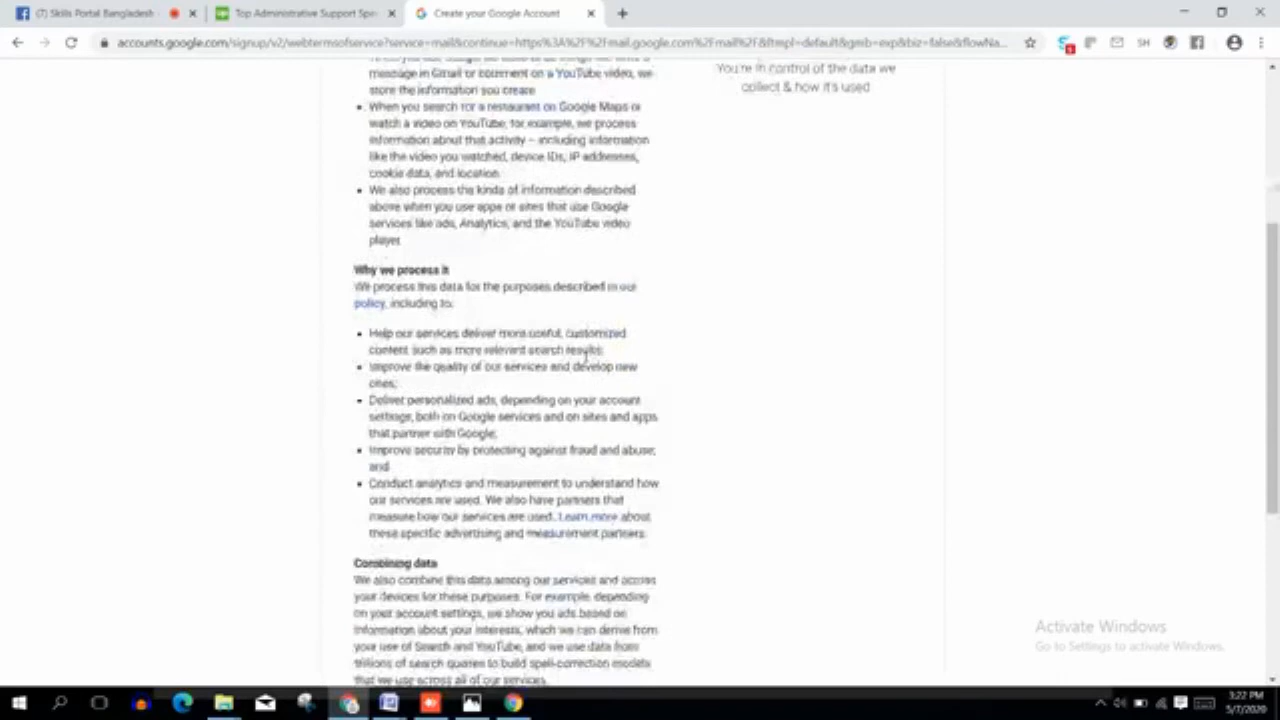 (7) Skills Portal Bangladesh
Top Administrative Support Spe
Create your Google Account
accounts.google.com/signup/v2/webtermsofservice?service=mail&continue=https%3A%2F%2Fmail.google.com%2Fmail%2F&ltmpl=default&gmb=exp&biz=false&flowNa...
message in Gmail or comment on a YouTube video, we
store the information you create.
You're in control of the data we
collect & how it's used
• When you search for a restaurant on Google Maps or
watch a video on YouTube, for example, we process
information about that activity – including information
like the video you watched, device IDs, IP addresses,
cookie data, and location.
• We also process the kinds of information described
above when you use apps or sites that use Google
services like ads, Analytics, and the YouTube video
player.
Why we process it
We process this data for the purposes described in our
policy, including to:
• Help our services deliver more useful, customized
content such as more relevant search results;
• Improve the quality of our services and develop new
ones;
• Deliver personalized ads, depending on your account
settings, both on Google services and on sites and apps
that partner with Google;
• Improve security by protecting against fraud and abuse;
and
• Conduct analytics and measurement to understand how
our services are used. We also have partners that
measure how our services are used. Learn more about
these specific advertising and measurement partners.
Combining data
We also combine this data among our services and across
your devices for these purposes. For example, depending
on your account settings, we show you ads based on
information about your interests, which we can derive from
your use of Search and YouTube, and we use data from
trillions of search queries to build spell-correction models
that we use across all of our services.
Activate Windows
Go to Settings to activate Windows.
3:22 PM
5/7/2020